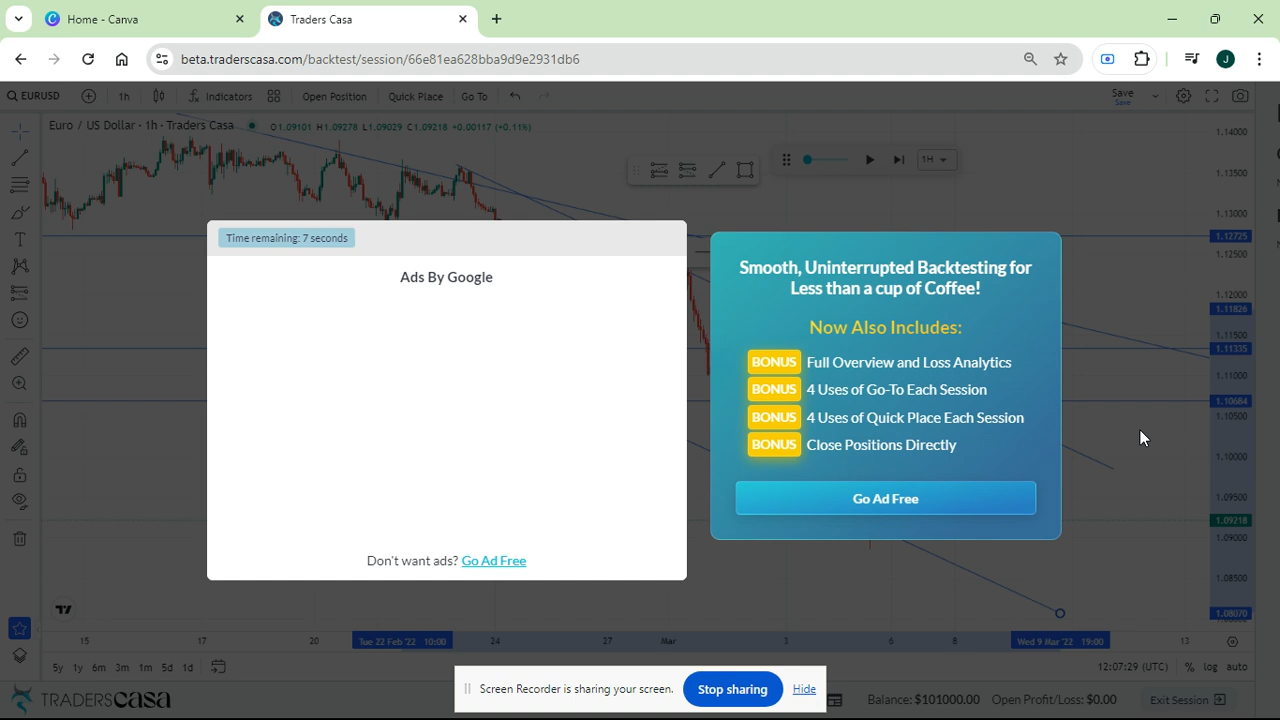 Home - Canva
Traders Casa
beta.traderscasa.com/backtest/session/66e81ea628bba9d9e2931db6
J
EURUSD
1h
Indicators
Open Position
Quick Place
Go To
Save
Save
Euro / US Dollar · 1h · Traders Casa
O1.09101 H1.09278 L1.09029 C1.09218 +0.00117 (+0.11%)
1H
1.14000
1.13500
1.13000
1.12725
1.12500
1.12000
1.11826
1.11500
1.11335
1.11000
1.10684
1.10500
1.10000
1.09500
1.09218
1.09000
1.08500
1.08070
Time remaining: 7 seconds
Ads By Google
Don't want ads? Go Ad Free
Smooth, Uninterrupted Backtesting for
Less than a cup of Coffee!
Now Also Includes:
BONUS Full Overview and Loss Analytics
BONUS 4 Uses of Go-To Each Session
BONUS 4 Uses of Quick Place Each Session
BONUS Close Positions Directly
Go Ad Free
15 17 20 Tue 22 Feb '22 10:00 24 27 Mar 3 6 8 Wed 9 Mar '22 19:00 13
5y 1y 6m 3m 1m 5d 1d
12:07:29 (UTC) % log auto
TRADERSCASA
Screen Recorder is sharing your screen. Stop sharing Hide
Balance: $101000.00 Open Profit/Loss: $0.00 Exit Session